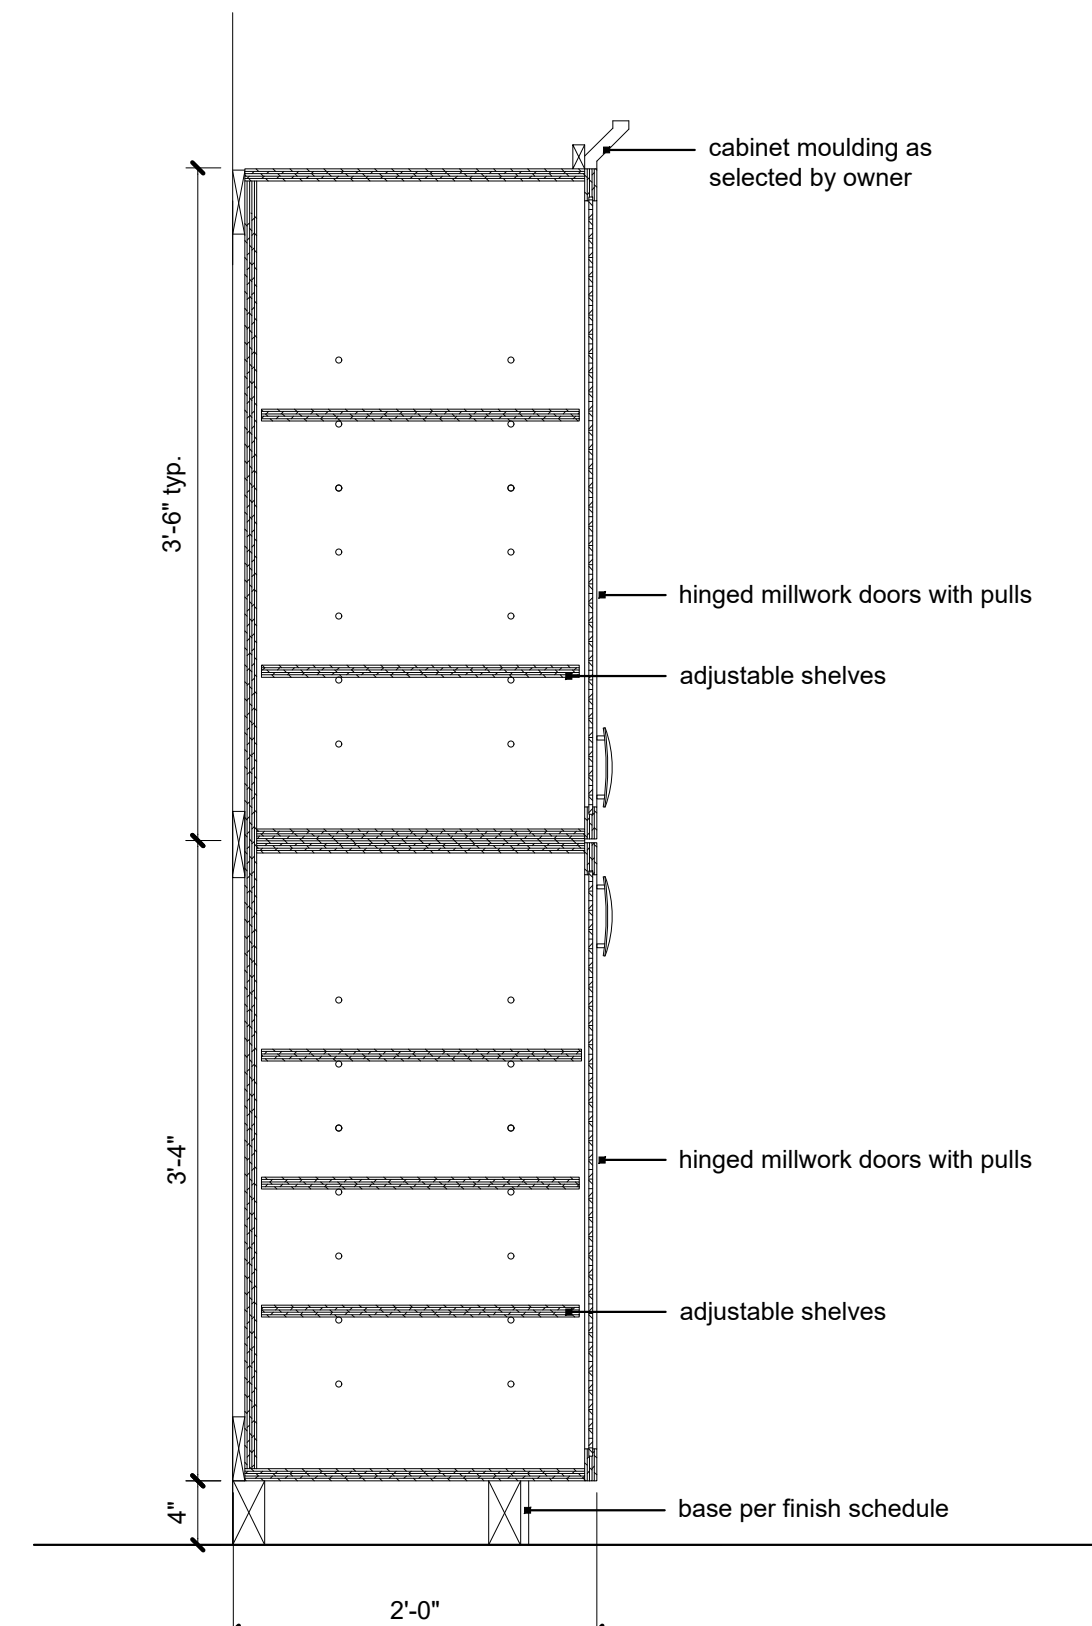 cabinet moulding as
selected by owner
3'-6" typ.
hinged millwork doors with pulls
adjustable shelves
3'-4"
hinged millwork doors with pulls
adjustable shelves
4"
base per finish schedule
2'-0"